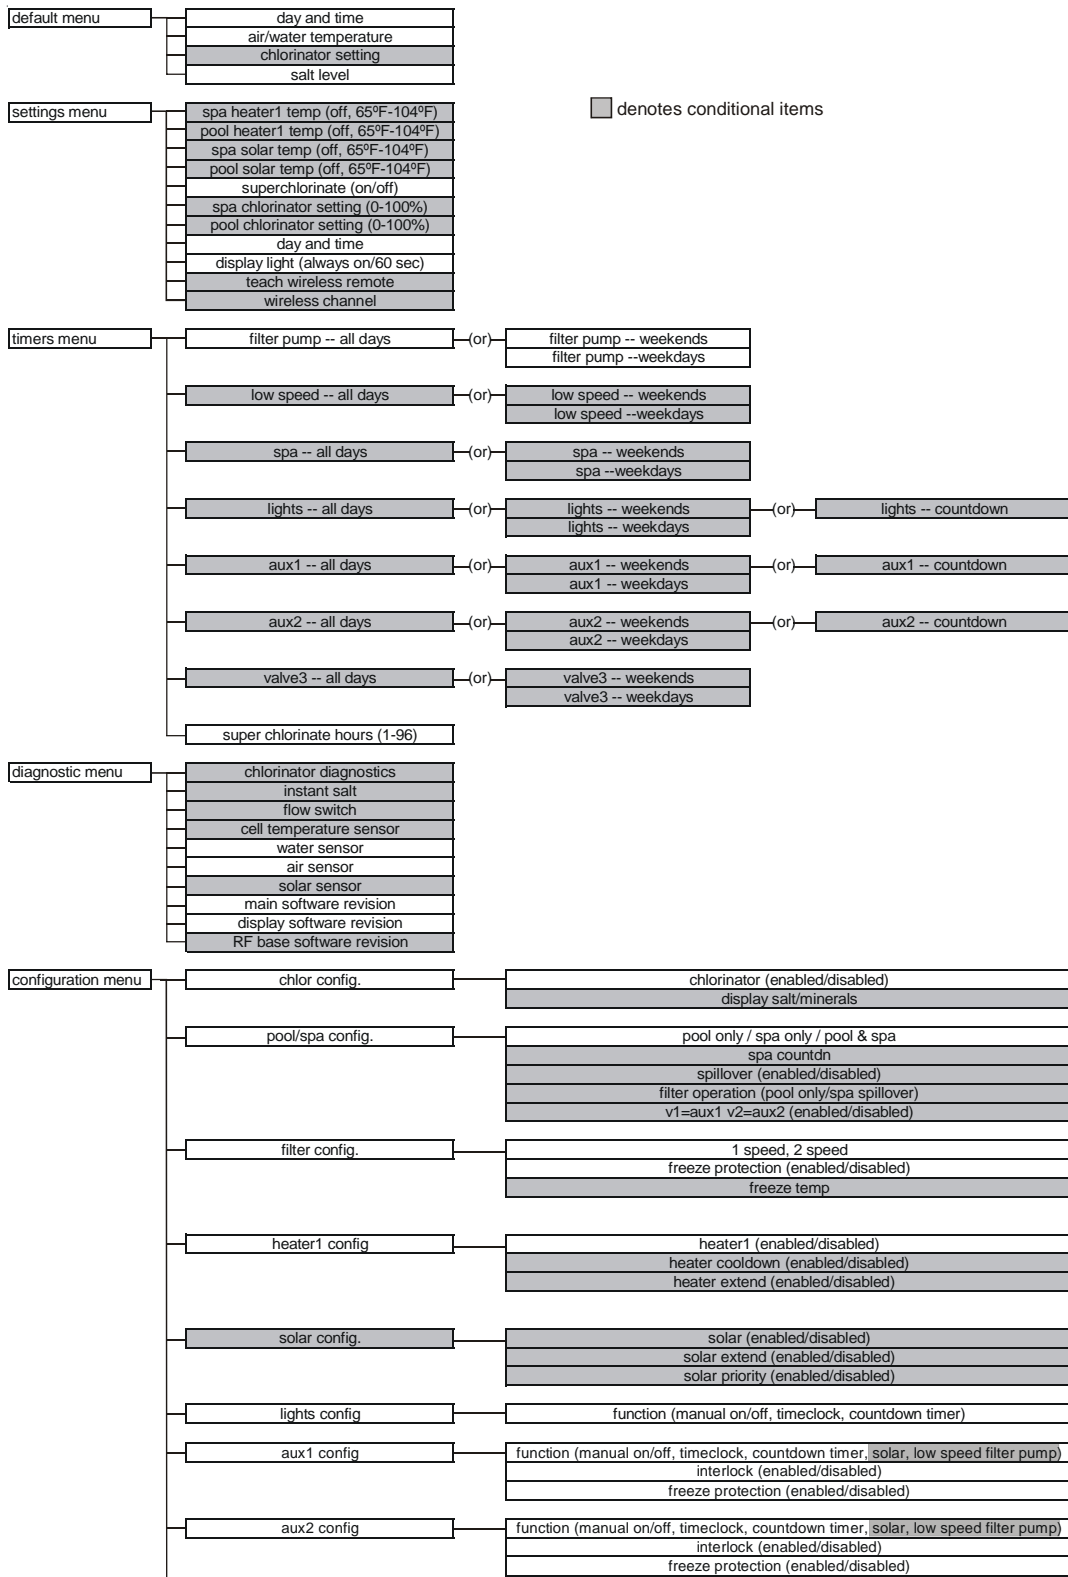 default menu
day and time
air/water temperature
chlorinator setting
salt level
denotes conditional items
settings menu
spa heater1 temp (off, 65ºF-104ºF)
pool heater1 temp (off, 65ºF-104ºF)
spa solar temp (off, 65ºF-104ºF)
pool solar temp (off, 65ºF-104ºF)
superchlorinate (on/off)
spa chlorinator setting (0-100%)
pool chlorinator setting (0-100%)
day and time
display light (always on/60 sec)
teach wireless remote
wireless channel
timers menu
filter pump -- all days (or) filter pump -- weekends
filter pump --weekdays
low speed -- all days (or) low speed -- weekends
low speed --weekdays
spa -- all days (or) spa -- weekends
spa --weekdays
lights -- all days (or) lights -- weekends (or) lights -- countdown
lights -- weekdays
aux1 -- all days (or) aux1 -- weekends (or) aux1 -- countdown
aux1 -- weekdays
aux2 -- all days (or) aux2 -- weekends (or) aux2 -- countdown
aux2 -- weekdays
valve3 -- all days (or) valve3 -- weekends
valve3 -- weekdays
super chlorinate hours (1-96)
diagnostic menu
chlorinator diagnostics
instant salt
flow switch
cell temperature sensor
water sensor
air sensor
solar sensor
main software revision
display software revision
RF base software revision
configuration menu
chlor config.
chlorinator (enabled/disabled)
display salt/minerals
pool/spa config.
pool only / spa only / pool & spa
spa countdn
spillover (enabled/disabled)
filter operation (pool only/spa spillover)
v1=aux1 v2=aux2 (enabled/disabled)
filter config.
1 speed, 2 speed
freeze protection (enabled/disabled)
freeze temp
heater1 config
heater1 (enabled/disabled)
heater cooldown (enabled/disabled)
heater extend (enabled/disabled)
solar config.
solar (enabled/disabled)
solar extend (enabled/disabled)
solar priority (enabled/disabled)
lights config
function (manual on/off, timeclock, countdown timer)
aux1 config
function (manual on/off, timeclock, countdown timer, solar, low speed filter pump)
interlock (enabled/disabled)
freeze protection (enabled/disabled)
aux2 config
function (manual on/off, timeclock, countdown timer, solar, low speed filter pump)
interlock (enabled/disabled)
freeze protection (enabled/disabled)